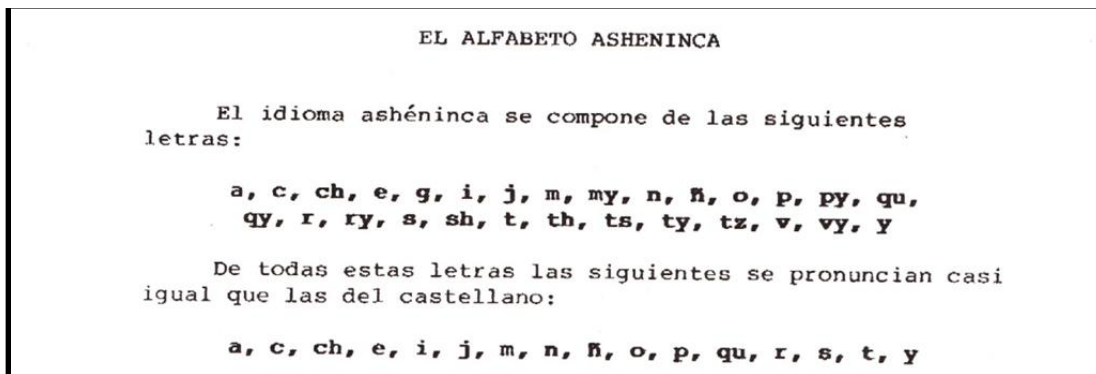 EL ALFABETO ASHENINCA
El idioma ashéninca se compone de las siguientes
letras:
a, c, ch, e, g, i, j, m, my, n, ñ, o, p, py, qu,
qy, r, ry, s, sh, t, th, ts, ty, tz, v, vy, y
De todas estas letras las siguientes se pronuncian casi
igual que las del castellano:
a, c, ch, e, i, j, m, n, ñ, o, p, qu, r, s, t, y